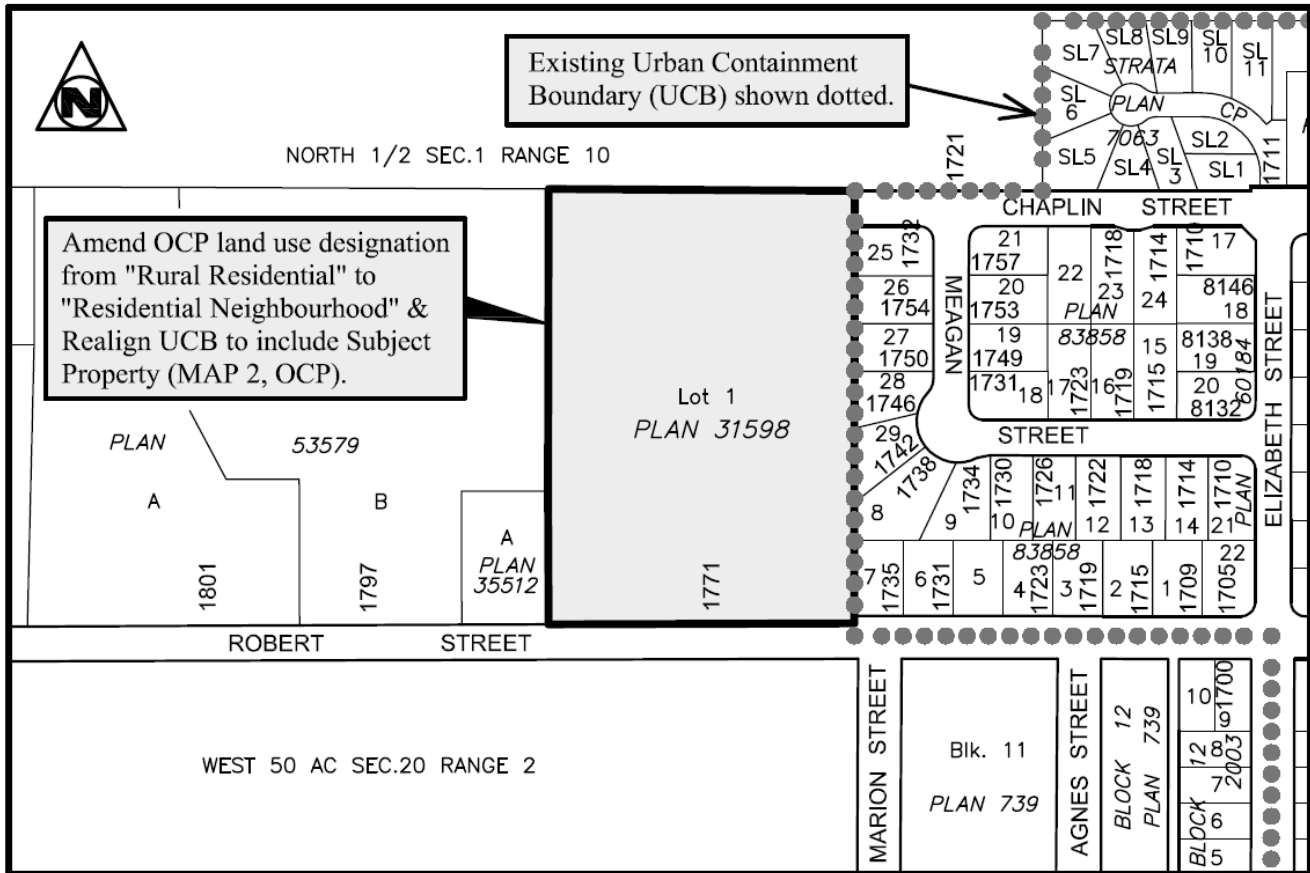 N
Existing Urban Containment
Boundary (UCB) shown dotted.
NORTH 1/2 SEC.1 RANGE 10
Amend OCP land use designation
from "Rural Residential" to
"Residential Neighbourhood" &
Realign UCB to include Subject
Property (MAP 2, OCP).
PLAN 53579
A
B
1801
1797
A
PLAN
35512
Lot 1
PLAN 31598
1771
ROBERT STREET
WEST 50 AC SEC.20 RANGE 2
1721
SL7
SL8
SL9
SL
10
SL
11
STRATA
PLAN
7063
SL
6
SL5
SL4
SL
3
SL2
SL1
CP
1711
CHAPLIN STREET
25
1732
26
1754
27
1750
28
1746
29
1742
1738
8
MEAGAN
STREET
21
1757
20
1753
19
1749
1731
18
22
23
1718
24
1714
1710
17
PLAN
83858
17
1723
16
1719
15
1715
8146
18
8138
19
20
8132
60184
9
1734
10
1730
11
1726
12
1722
13
1718
14
1714
21
1710
PLAN
PLAN
83858
7
1735
6
1731
5
4
1723
3
1719
2
1715
1
1709
22
1705
ELIZABETH STREET
MARION STREET
Blk. 11
PLAN 739
AGNES STREET
BLOCK 12
PLAN 739
10
1700
9
12
8
2003
7
6
BLOCK
5